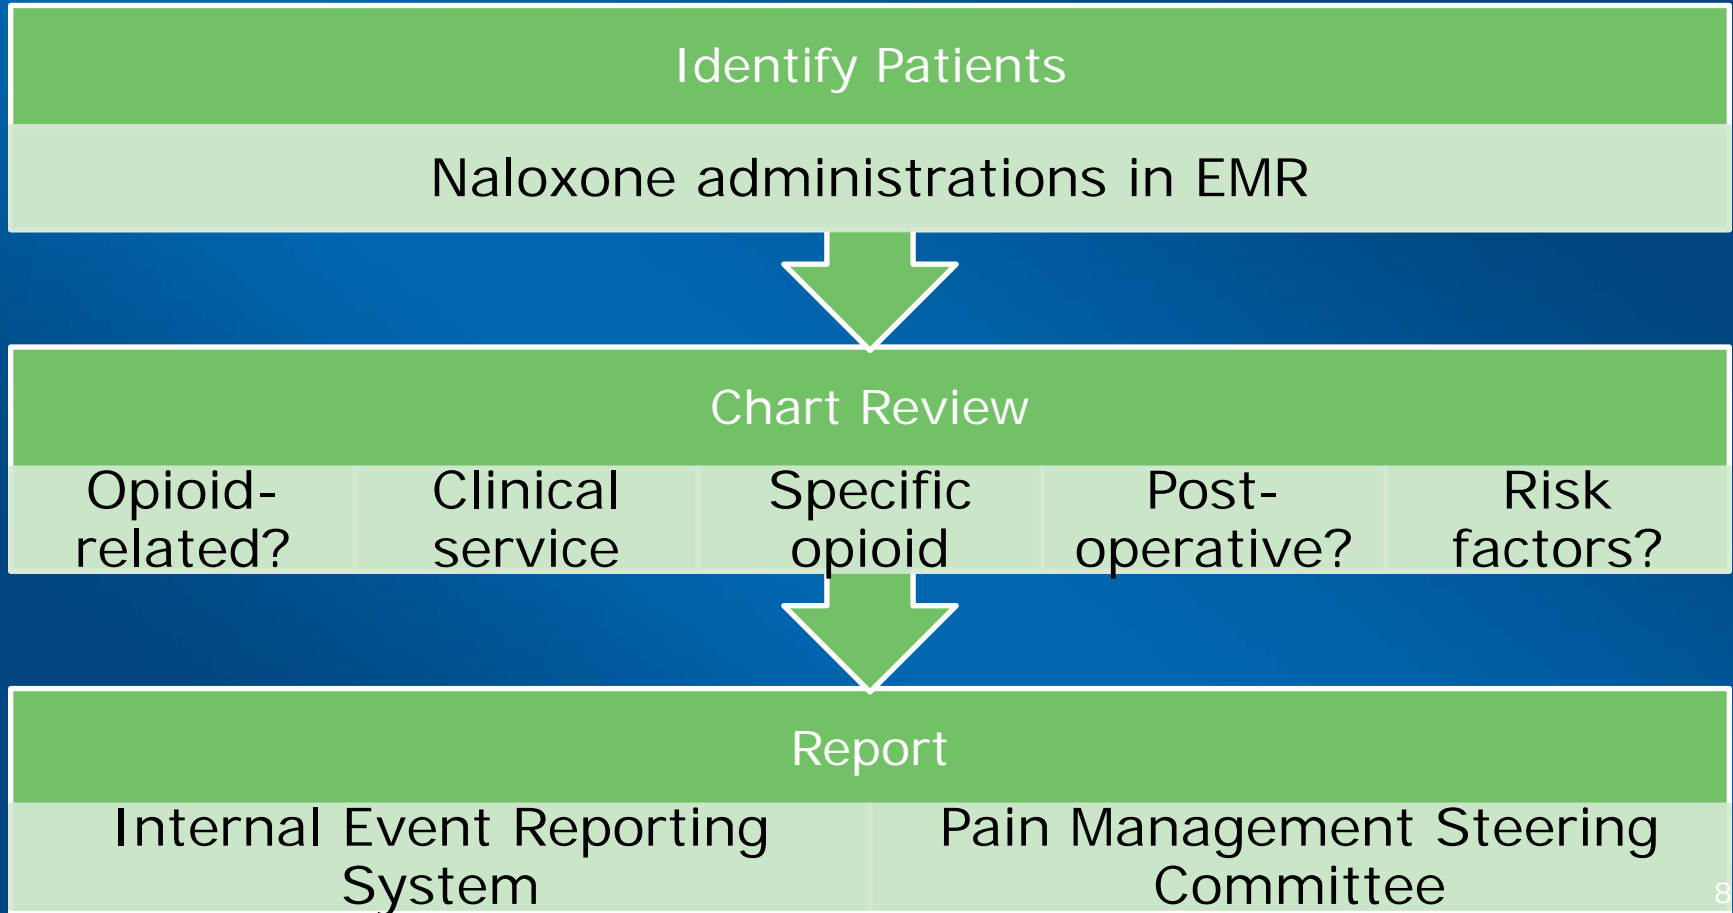 Identify Patients
Naloxone administrations in EMR
Chart Review
Opioid-
related?
Clinical
service
Specific
opioid
Post-
operative?
Risk
factors?
Report
Internal Event Reporting
System
Pain Management Steering
Committee
8